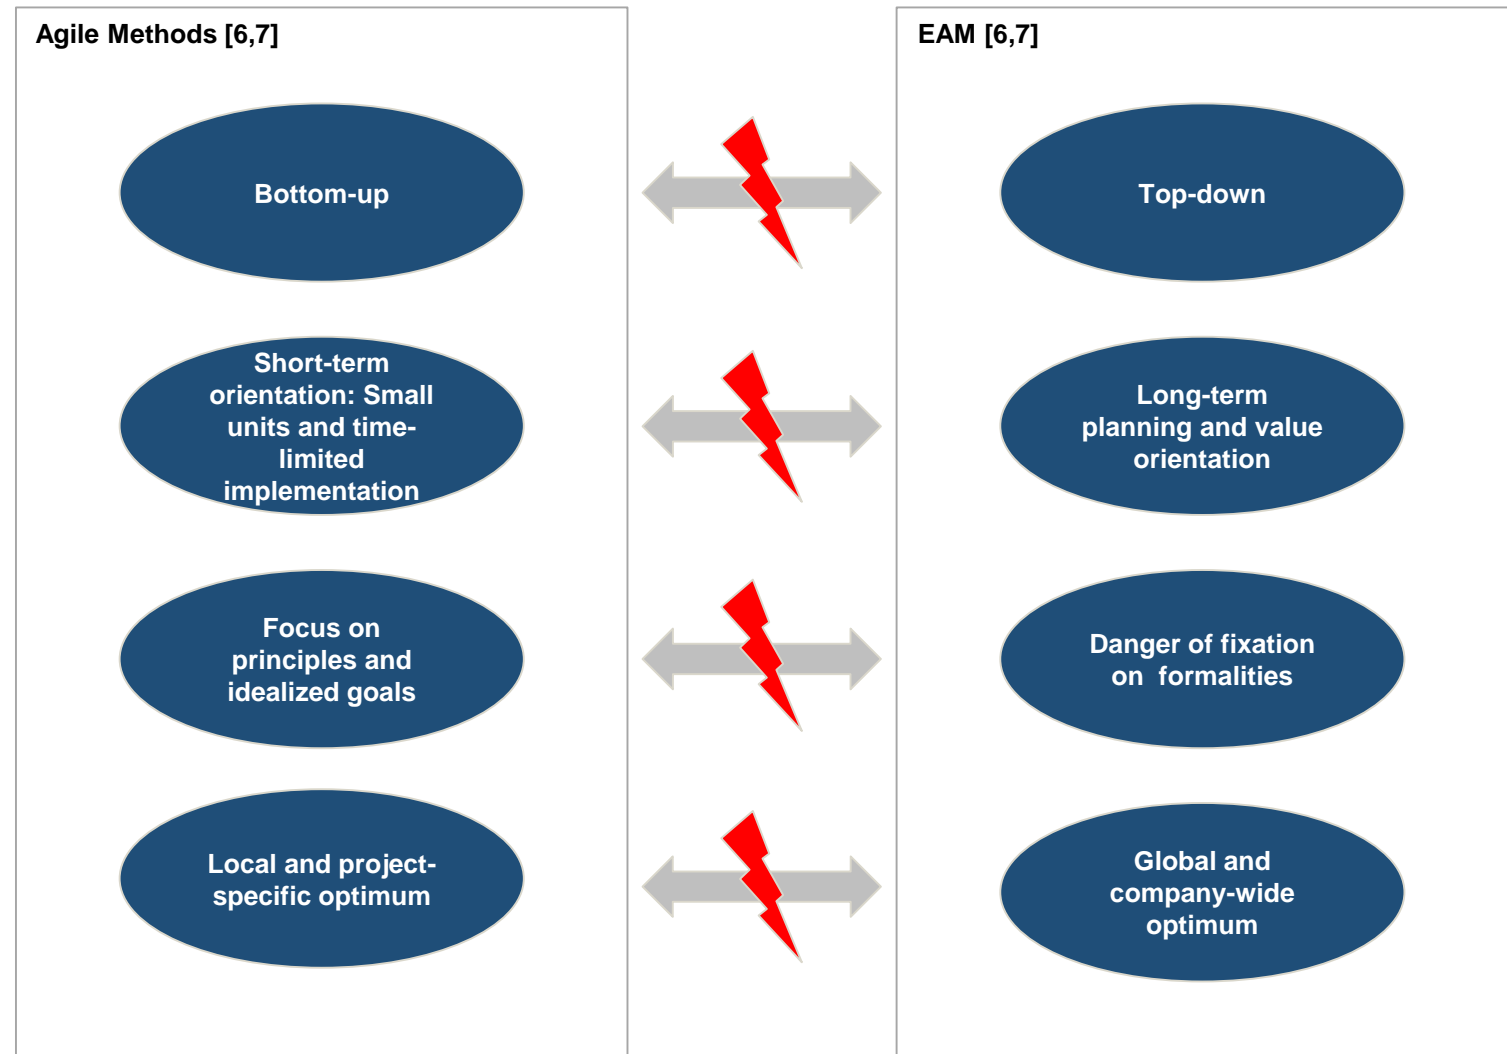 Agile Methods [6,7]
Bottom-up
Short-term
orientation: Small
units and time-
limited
implementation
Focus on
principles and
idealized goals
Local and project-
specific optimum
EAM [6,7]
Top-down
Long-term
planning and value
orientation
Danger of fixation
on  formalities
Global and
company-wide
optimum